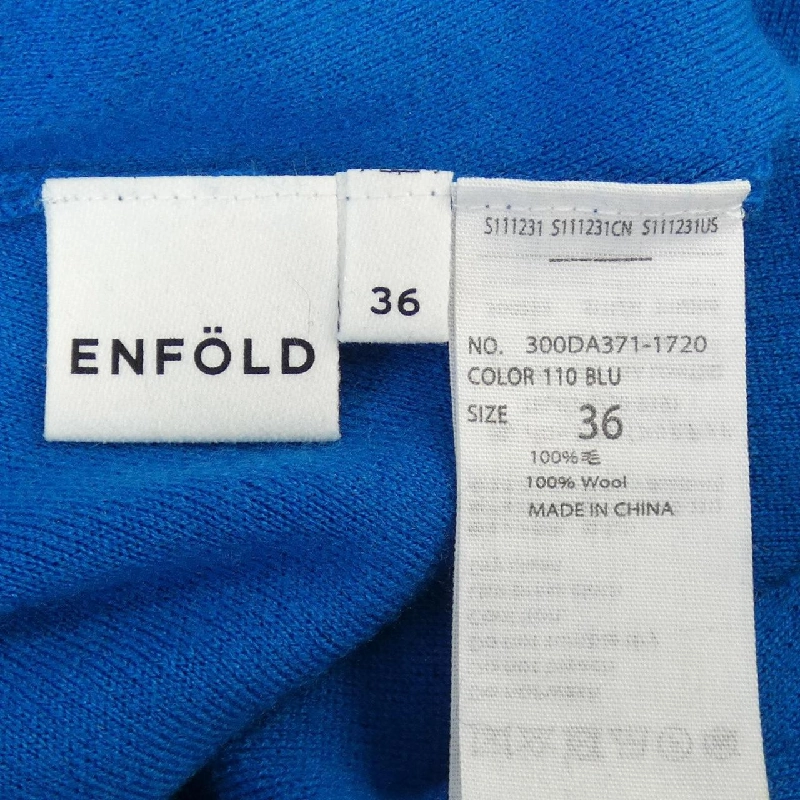 ENFÖLD
36
S111231 S111231CN S111231US
NO. 300DA371-1720
COLOR 110 BLU
SIZE 36
100%毛
100% Wool
MADE IN CHINA